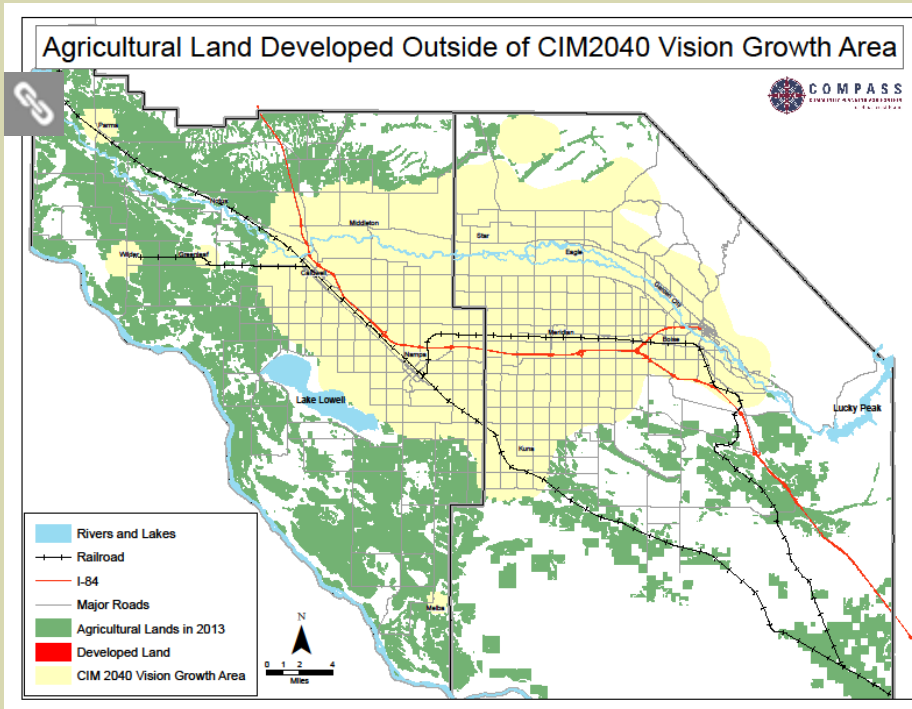 Agricultural Land Developed Outside of CIM2040 Vision Growth Area
COMPASS
Parma
Notus
Middleton
Star
Eagle
Wilder
Greenleaf
Caldwell
Garden City
Meridian
Boise
Nampa
Lake Lowell
Lucky Peak
Kuna
Melba
Rivers and Lakes
Railroad
I-84
Major Roads
Agricultural Lands in 2013
Developed Land
CIM 2040 Vision Growth Area
N
0 1 2 4
Miles